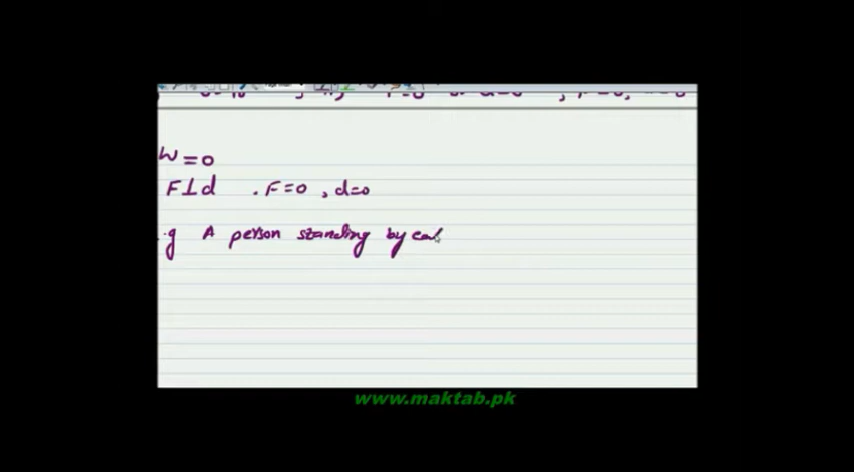 W=0
F⊥d . F=0 , d=0
.g A person standing by
www.maktab.pk